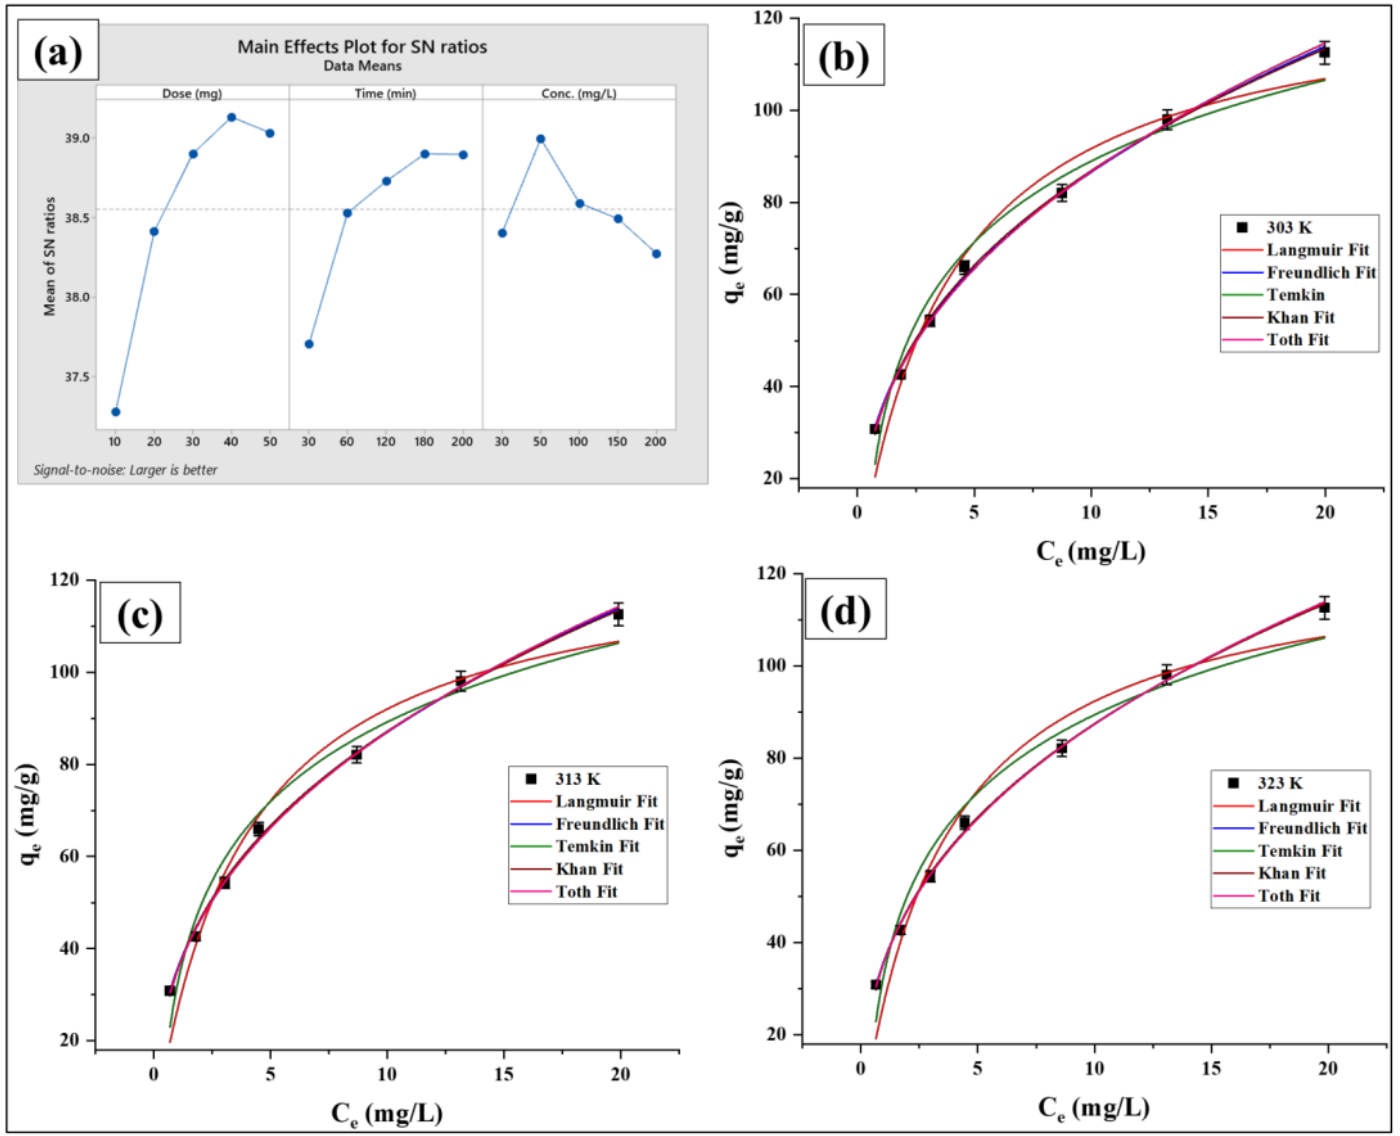 (a)
Main Effects Plot for SN ratios
Data Means
Dose (mg) Time (min) Conc. (mg/L)
Mean of SN ratios
39.0
38.5
38.0
37.5
10 20 30 40 50 30 60 120 180 200 30 50 100 150 200
Signal-to-noise: Larger is better
(b)
120
100
80
60
40
20
qe (mg/g)
303 K
Langmuir Fit
Freundlich Fit
Temkin
Khan Fit
Toth Fit
0 5 10 15 20
Ce (mg/L)
(c)
120
100
80
60
40
20
qe (mg/g)
313 K
Langmuir Fit
Freundlich Fit
Temkin Fit
Khan Fit
Toth Fit
0 5 10 15 20
Ce (mg/L)
(d)
120
100
80
60
40
20
qe (mg/g)
323 K
Langmuir Fit
Freundlich Fit
Temkin Fit
Khan Fit
Toth Fit
0 5 10 15 20
Ce (mg/L)